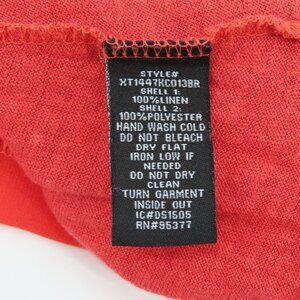 STYLE#
XT1447KC013BR
SHELL 1:
100%LINEN
SHELL 2:
100%POLYESTER
HAND WASH COLD
DO NOT BLEACH
DRY FLAT
IRON LOW IF
NEEDED
DO NOT DRY
CLEAN
TURN GARMENT
INSIDE OUT
IC#DS1505
RN#95377